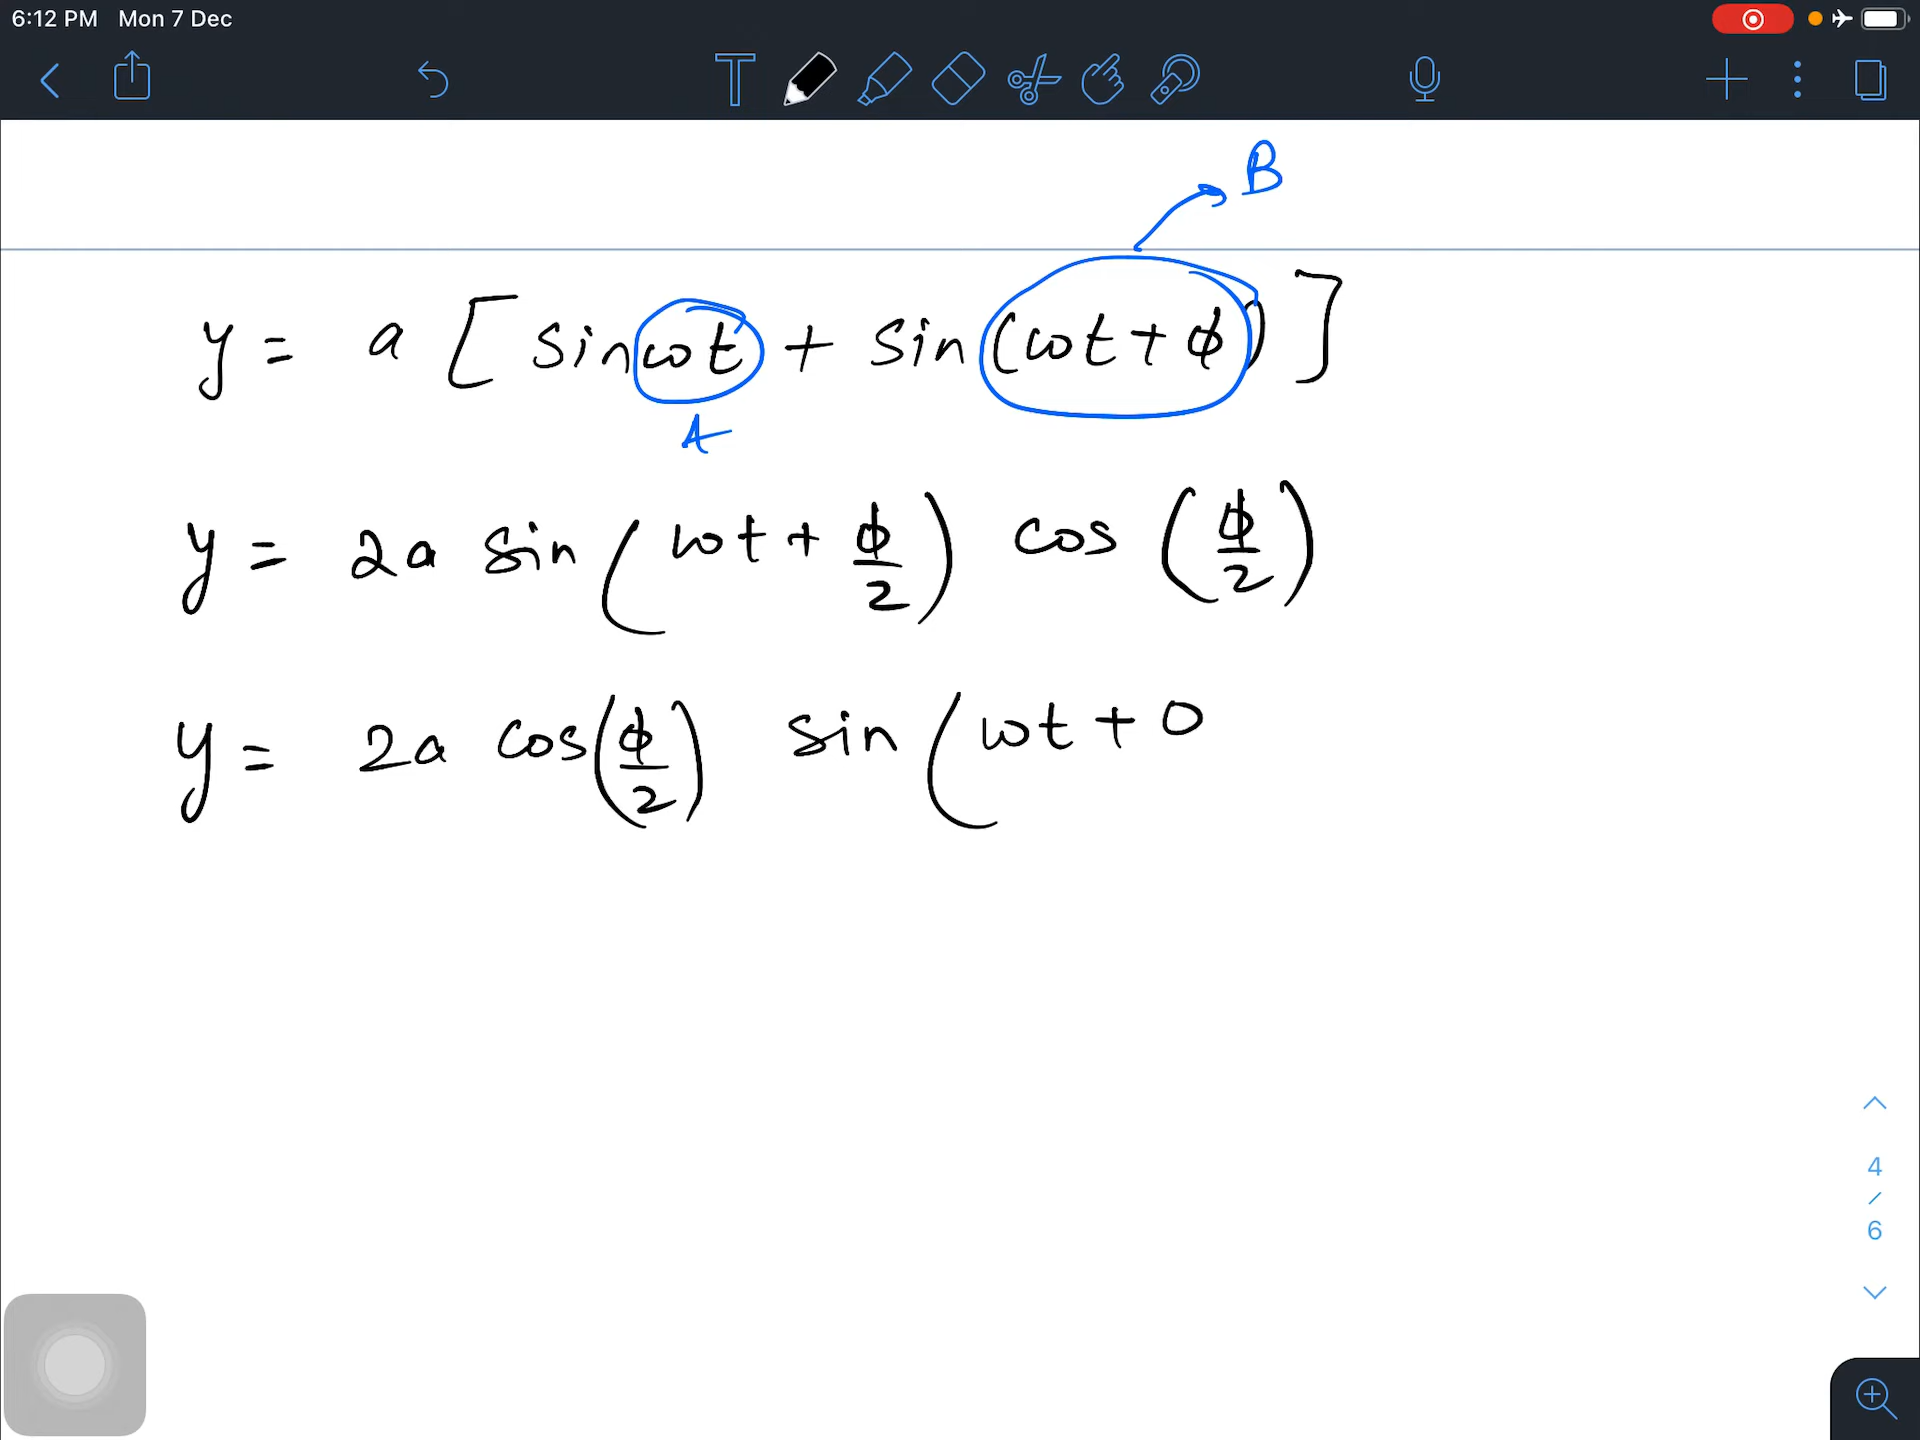 6:12 PM Mon 7 Dec
T
B
y = a [ sin ωt + sin (ωt + ϕ) ]
A
y = 2a sin ( ωt + ϕ/2 ) cos ( ϕ/2 )
y = 2a cos ( ϕ/2 ) sin ( ωt + 0
4
/
6